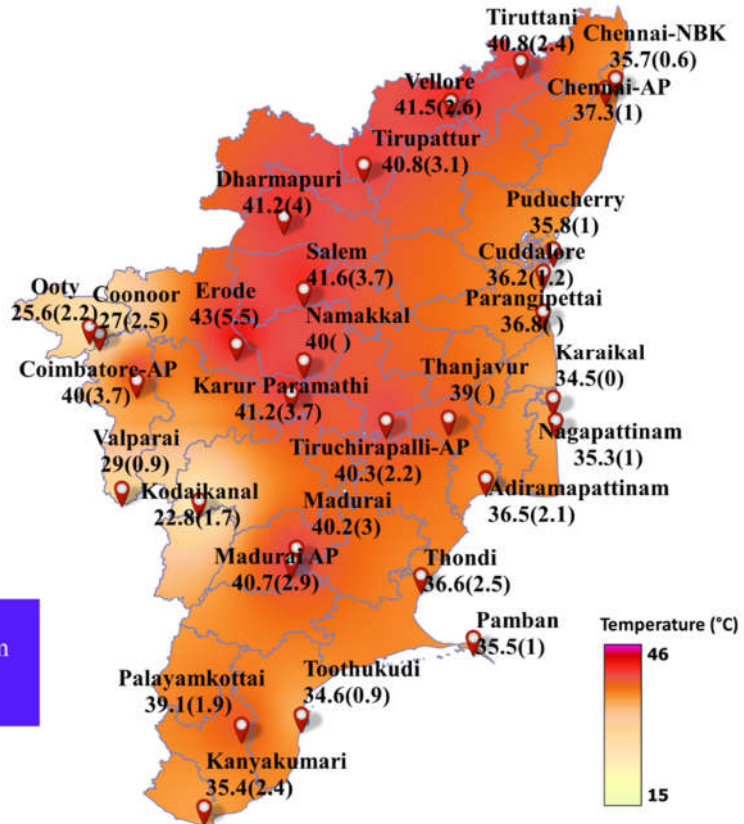 Tiruttani
40.8(2.4)
Chennai-NBK
35.7(0.6)
Vellore
41.5(2.6)
Chennai-AP
37.3(1)
Tirupattur
40.8(3.1)
Dharmapuri
41.2(4)
Puducherry
35.8(1)
Salem
41.6(3.7)
Cuddalore
36.2(1.2)
Ooty
25.6(2.2)
Coonoor
27(2.5)
Erode
43(5.5)
Namakkal
40( )
Parangipettai
36.8( )
Coimbatore-AP
40(3.7)
Karur Paramathi
41.2(3.7)
Thanjavur
39( )
Karaikal
34.5(0)
Valparai
29(0.9)
Tiruchirapalli-AP
40.3(2.2)
Nagapattinam
35.3(1)
Kodaikanal
22.8(1.7)
Madurai
40.2(3)
Adiramapattinam
36.5(2.1)
Madurai AP
40.7(2.9)
Thondi
36.6(2.5)
Pamban
35.5(1)
Temperature (°C)
46
15
Palayamkottai
39.1(1.9)
Toothukudi
34.6(0.9)
Kanyakumari
35.4(2.4)